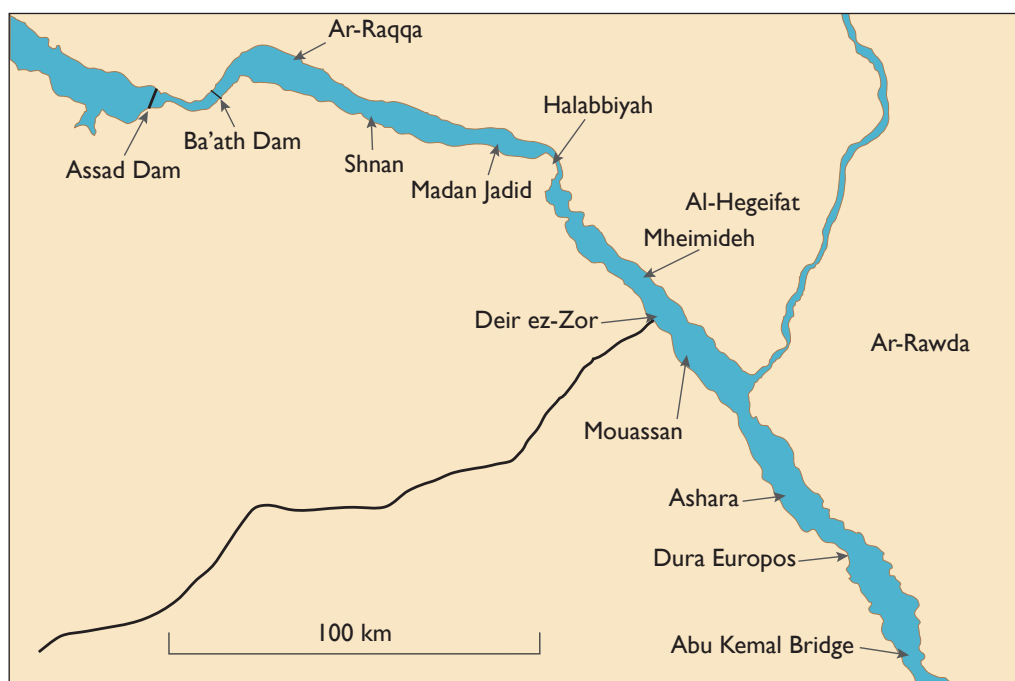 Ar-Raqqa
Halabbiyah
Ba’ath Dam
Assad Dam
Shnan
Madan Jadid
Al-Hegeifat
Mheimideh
Deir ez-Zor
Ar-Rawda
Mouassan
Ashara
Dura Europos
100 km
Abu Kemal Bridge